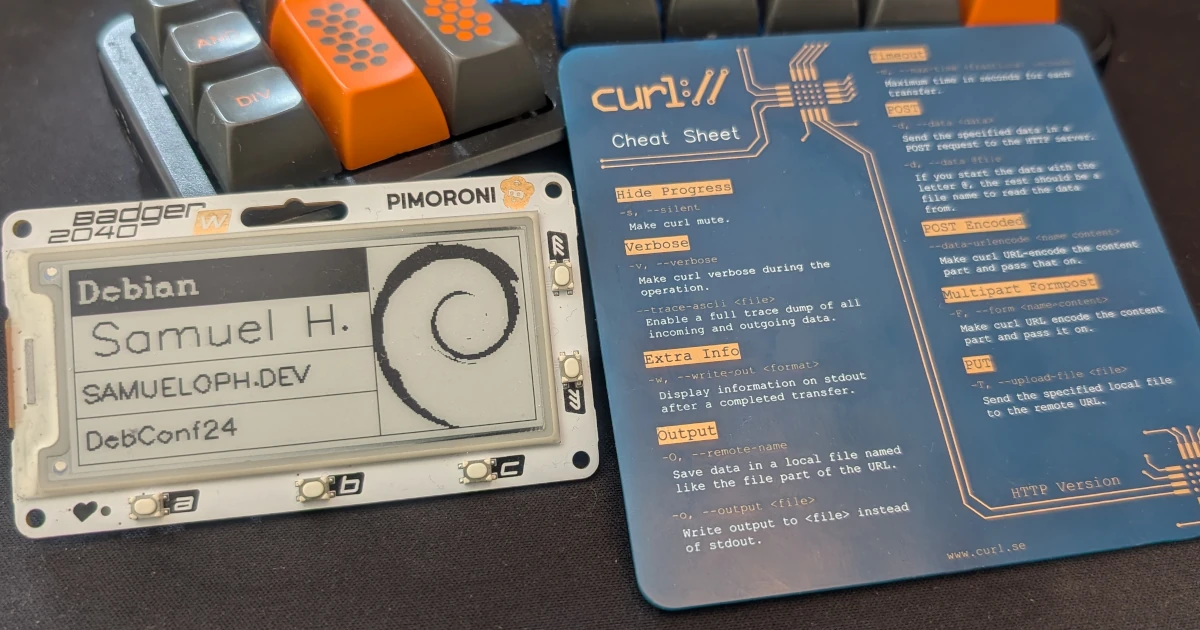 DIV
Badger W
2040
PIMORONI
Debian
Samuel H.
SAMUELOPH.DEV
DebConf24
a
b
c
curl://
Cheat Sheet
Hide Progress
-s, --silent
Make curl mute.
Verbose
-v, --verbose
Make curl verbose during the
operation.
--trace-ascii <file>
Enable a full trace dump of all
incoming and outgoing data.
Extra Info
-w, --write-out <format>
Display information on stdout
after a completed transfer.
Output
-O, --remote-name
Save data in a local file named
like the file part of the URL.
-o, --output <file>
Write output to <file> instead
of stdout.
Timeout
-m, --max-time
Maximum time in seconds for each
transfer.
POST
-d, --data <data>
Send the specified data in a
POST request to the HTTP server.
-d, --data @file
If you start the data with the
letter @, the rest should be a
file name to read the data
from.
POST Encoded
--data-urlencode <name content>
Make curl URL-encode the content
part and pass that on.
Multipart Formpost
-F, --form <name-content>
Make curl URL encode the content
part and pass it on.
PUT
-T, --upload-file <file>
Send the specified local file
to the remote URL.
HTTP Version
www.curl.se